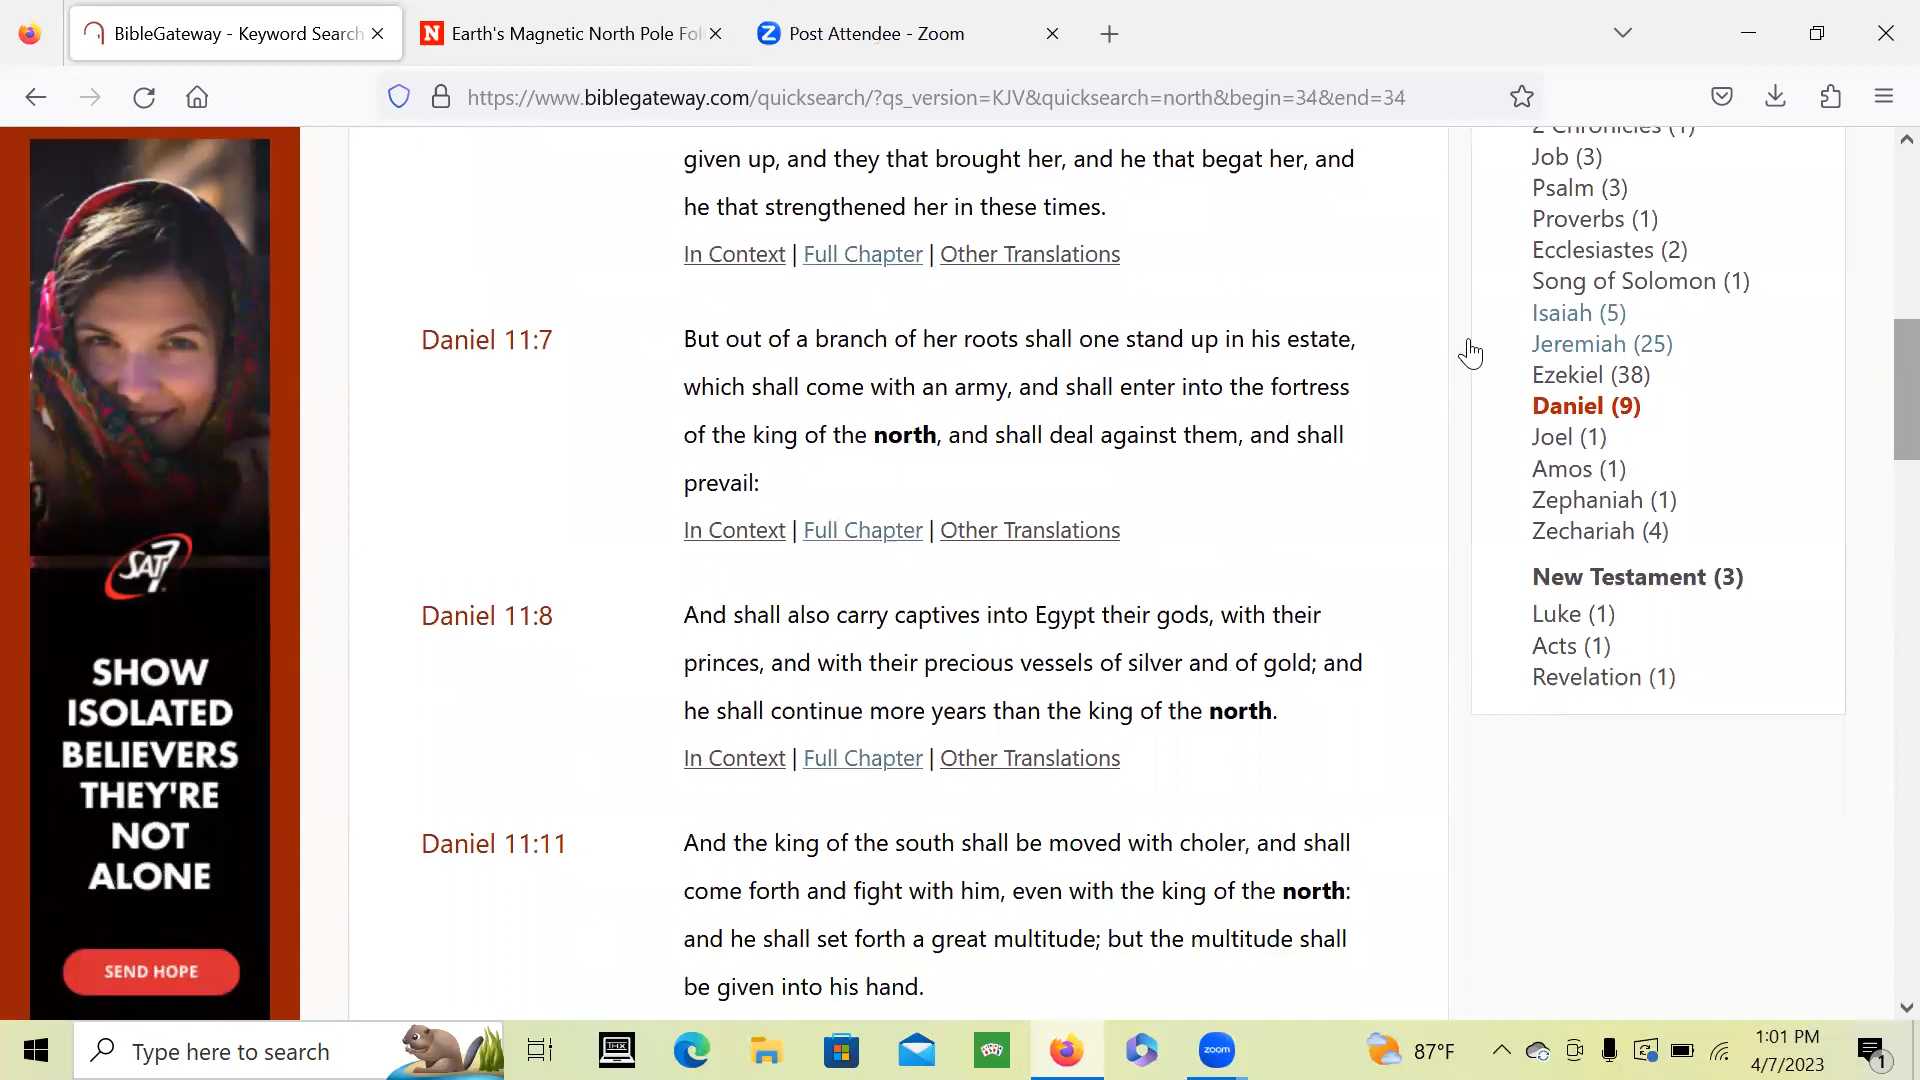 BibleGateway - Keyword Search
Earth's Magnetic North Pole Fol
Post Attendee - Zoom
https://www.biblegateway.com/quicksearch/?qs_version=KJV&quicksearch=north&begin=34&end=34
given up, and they that brought her, and he that begat her, and
he that strengthened her in these times.
In Context | Full Chapter | Other Translations
Daniel 11:7
But out of a branch of her roots shall one stand up in his estate,
which shall come with an army, and shall enter into the fortress
of the king of the north, and shall deal against them, and shall
prevail:
In Context | Full Chapter | Other Translations
Daniel 11:8
And shall also carry captives into Egypt their gods, with their
princes, and with their precious vessels of silver and of gold; and
he shall continue more years than the king of the north.
In Context | Full Chapter | Other Translations
Daniel 11:11
And the king of the south shall be moved with choler, and shall
come forth and fight with him, even with the king of the north:
and he shall set forth a great multitude; but the multitude shall
be given into his hand.
2 Chronicles (1)
Job (3)
Psalm (3)
Proverbs (1)
Ecclesiastes (2)
Song of Solomon (1)
Isaiah (5)
Jeremiah (25)
Ezekiel (38)
Daniel (9)
Joel (1)
Amos (1)
Zephaniah (1)
Zechariah (4)
New Testament (3)
Luke (1)
Acts (1)
Revelation (1)
SAT7
SHOW
ISOLATED
BELIEVERS
THEY'RE
NOT
ALONE
SEND HOPE
Type here to search
THX
zoom
87°F
1:01 PM
4/7/2023
1